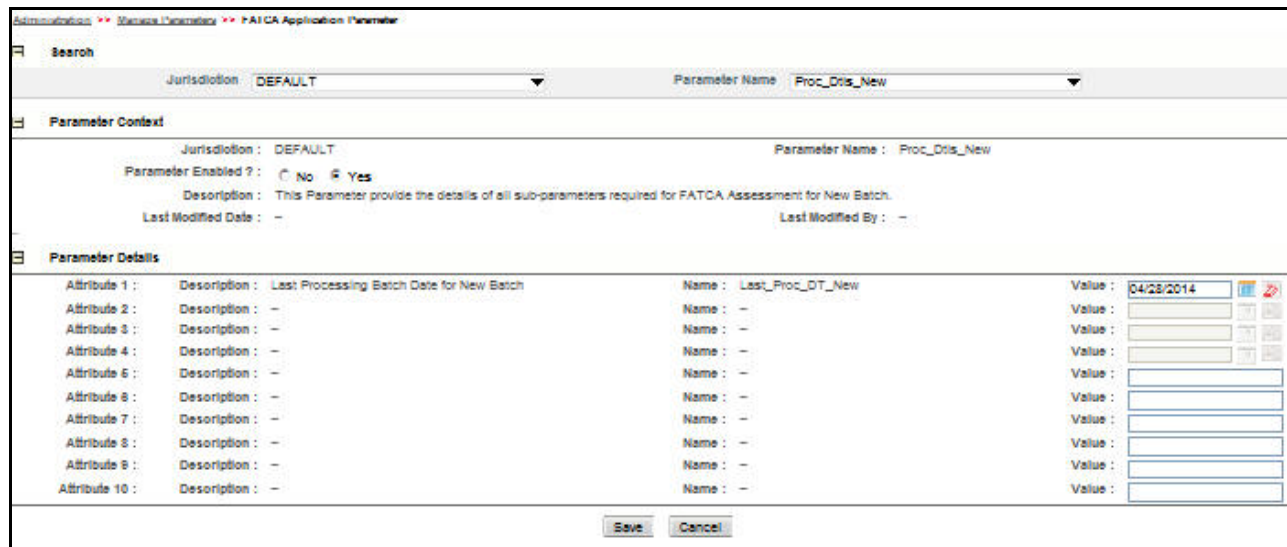 Administration >> Manage Parameters >> FATCA Application Parameter
Search
Jurisdiction DEFAULT Parameter Name Proc_Dtls_New
Parameter Context
Jurisdiction : DEFAULT Parameter Name : Proc_Dtls_New
Parameter Enabled ? : No Yes
Description : This Parameter provide the details of all sub-parameters required for FATCA Assessment for New Batch.
Last Modified Date : – Last Modified By : –
Parameter Details
Attribute 1 : Description : Last Processing Batch Date for New Batch Name : Last_Proc_DT_New Value : 04/28/2014
Attribute 2 : Description : – Name : – Value :
Attribute 3 : Description : – Name : – Value :
Attribute 4 : Description : – Name : – Value :
Attribute 5 : Description : – Name : – Value :
Attribute 6 : Description : – Name : – Value :
Attribute 7 : Description : – Name : – Value :
Attribute 8 : Description : – Name : – Value :
Attribute 9 : Description : – Name : – Value :
Attribute 10 : Description : – Name : – Value :
Save Cancel